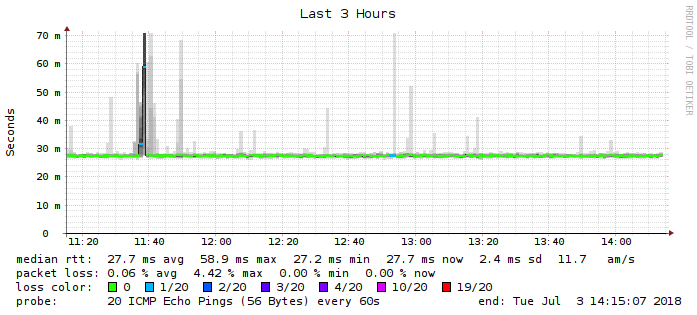 Last 3 Hours
RRDTOOL / TOBI OETIKER
Seconds
70 m
60 m
50 m
40 m
30 m
20 m
10 m
0
11:20 11:40 12:00 12:20 12:40 13:00 13:20 13:40 14:00
median rtt: 27.7 ms avg 58.9 ms max 27.2 ms min 27.7 ms now 2.4 ms sd 11.7 am/s
packet loss: 0.06 % avg 4.42 % max 0.00 % min 0.00 % now
loss color: 0 1/20 2/20 3/20 4/20 10/20 19/20
probe: 20 ICMP Echo Pings (56 Bytes) every 60s end: Tue Jul 3 14:15:07 2018